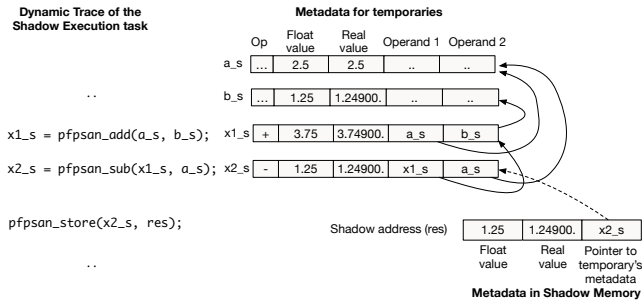 Dynamic Trace of the
Shadow Execution task
Metadata for temporaries
Op Float value Real value Operand 1 Operand 2
a_s ... 2.5 2.5 .. ..
..
b_s ... 1.25 1.24900. .. ..
x1_s = pfpsan_add(a_s, b_s); x1_s + 3.75 3.74900. a_s b_s
x2_s = pfpsan_sub(x1_s, a_s); x2_s - 1.25 1.24900. x1_s a_s
pfpsan_store(x2_s, res);
Shadow address (res) 1.25 1.24900. x2_s
..
Float value Real value Pointer to temporary's metadata
Metadata in Shadow Memory